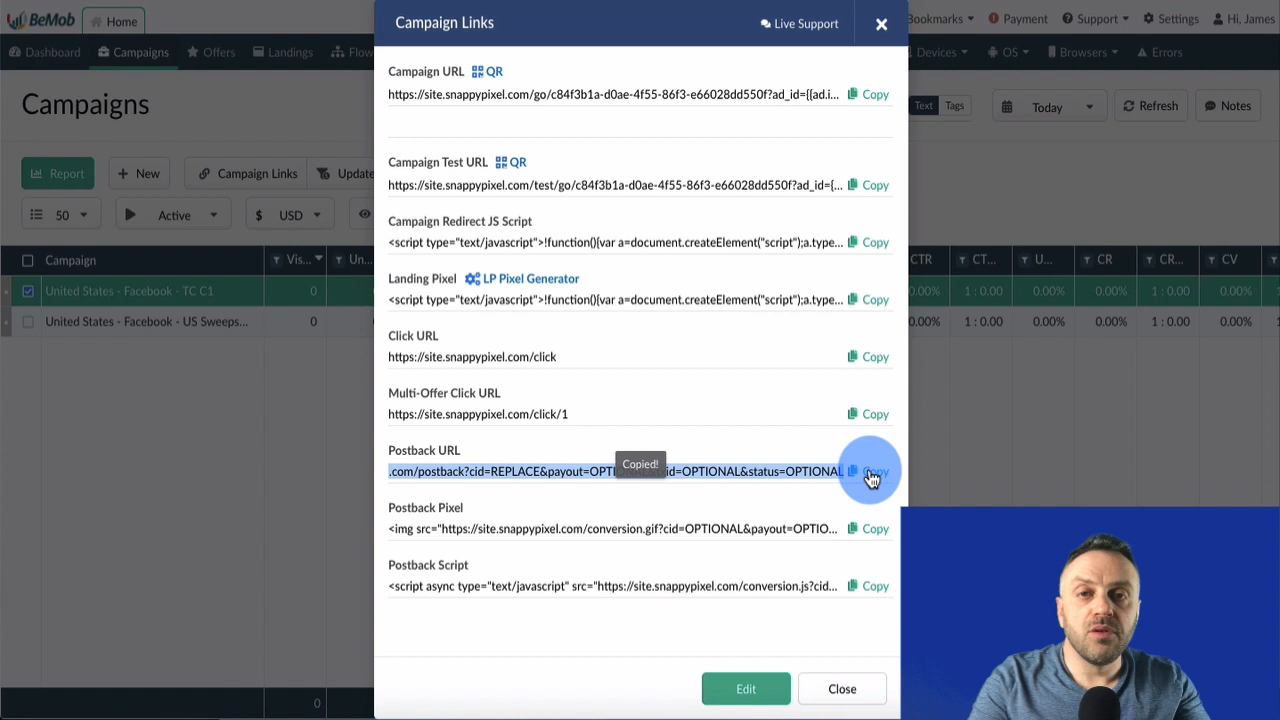 BeMob
Home
Bookmarks
Payment
Support
Settings
Hi, James
Dashboard
Campaigns
Offers
Landings
Flow
Devices
OS
Browsers
Errors
Campaigns
Text
Tags
Today
Refresh
Notes
Report
New
Campaign Links
Update
50
Active
$ USD
Campaign
Vis...
Un...
CTR
CT...
U...
CR
CR...
CV
United States - Facebook - TC C1
0
0.00%
1 : 0.00
0.00%
0.00%
1 : 0.00
0.00%
United States - Facebook - US Sweeps...
0
0.00%
1 : 0.00
0.00%
0.00%
1 : 0.00
0.00%
0
Campaign Links
Live Support
Campaign URL QR
https://site.snappypixel.com/go/c84f3b1a-d0ae-4f55-86f3-e66028dd550f?ad_id={{ad.i... Copy
Campaign Test URL QR
https://site.snappypixel.com/test/go/c84f3b1a-d0ae-4f55-86f3-e66028dd550f?ad_id={... Copy
Campaign Redirect JS Script
<script type="text/javascript">!function(){var a=document.createElement("script");a.type... Copy
Landing Pixel LP Pixel Generator
<script type="text/javascript">!function(){var a=document.createElement("script");a.type... Copy
Click URL
https://site.snappypixel.com/click Copy
Multi-Offer Click URL
https://site.snappypixel.com/click/1 Copy
Postback URL
.com/postback?cid=REPLACE&payout=OPTI id=OPTIONAL&status=OPTIONAL Copy
Copied!
Postback Pixel
<img src="https://site.snappypixel.com/conversion.gif?cid=OPTIONAL&payout=OPTIO... Copy
Postback Script
<script async type="text/javascript" src="https://site.snappypixel.com/conversion.js?cid... Copy
Edit
Close